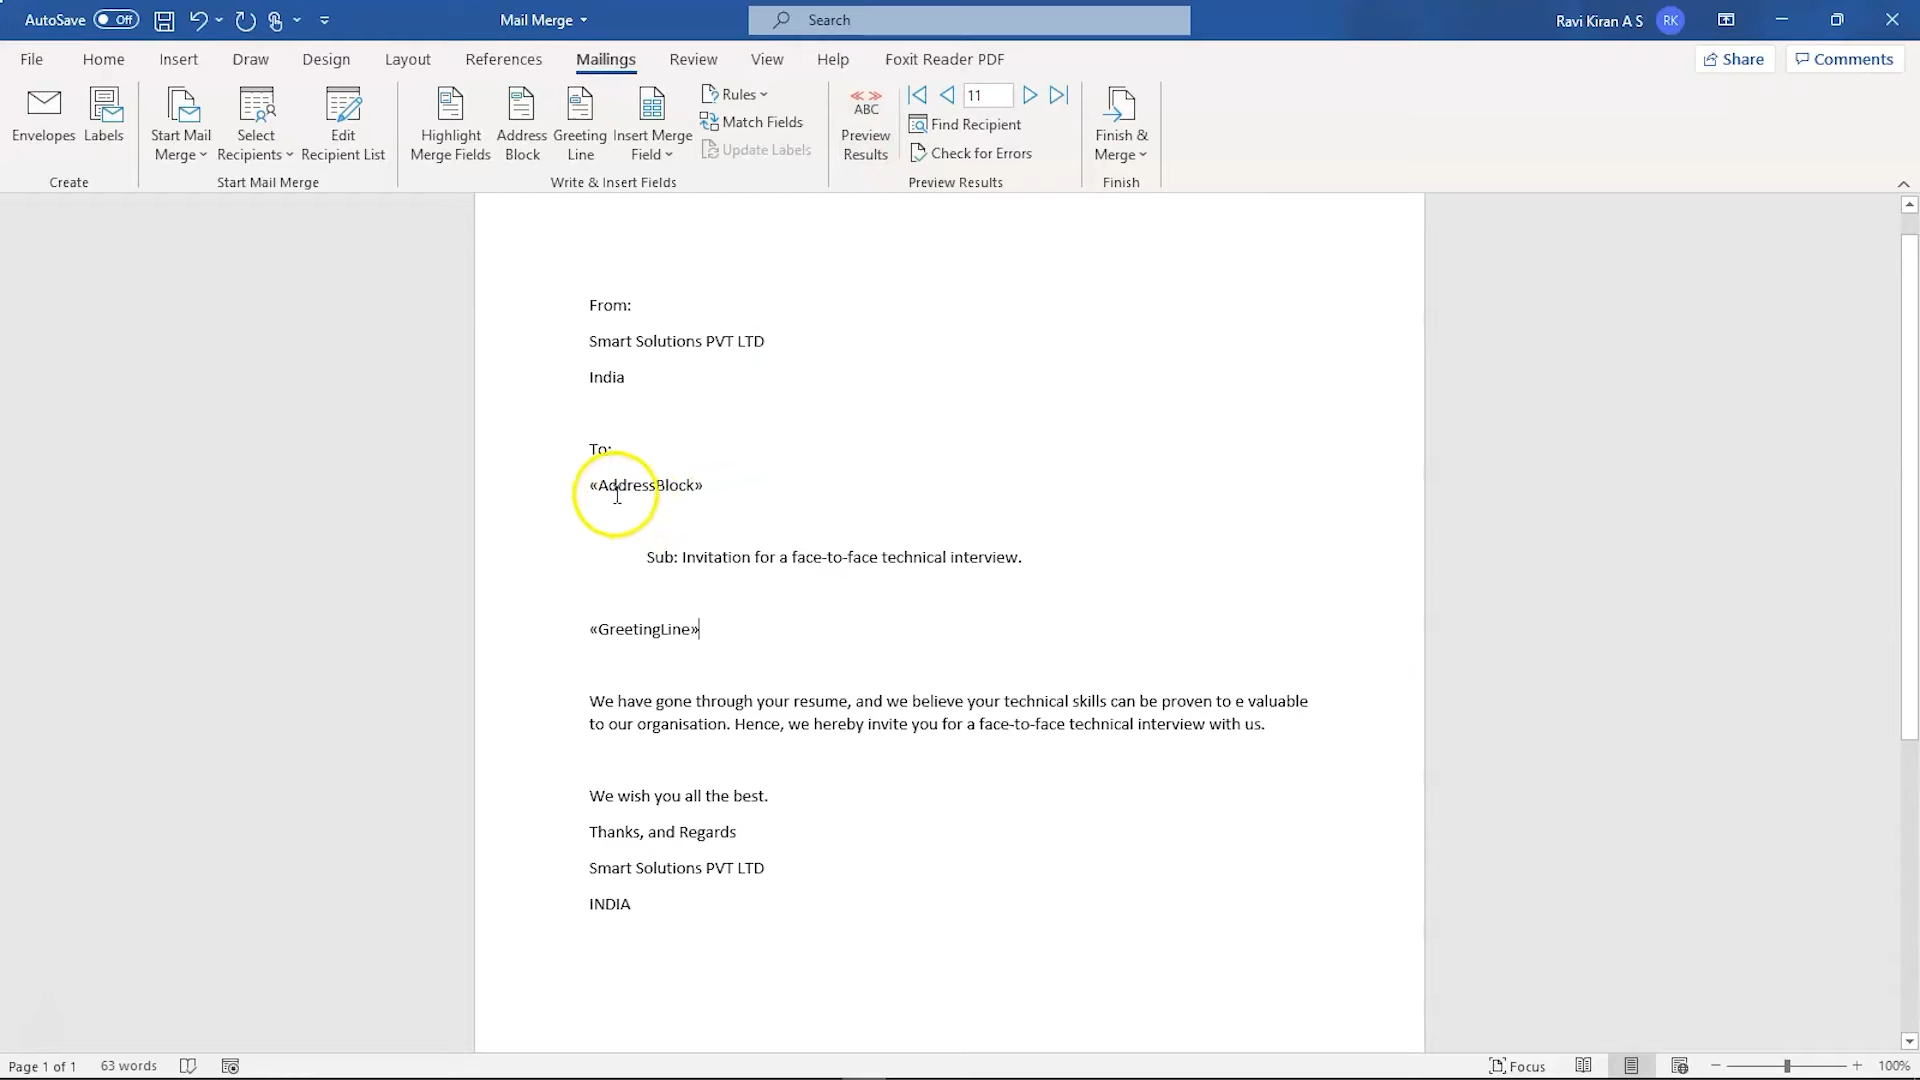 AutoSave Off Mail Merge Search Ravi Kiran A S RK
File Home Insert Draw Design Layout References Mailings Review View Help Foxit Reader PDF Share Comments
Envelopes
Labels
Create
Start Mail
Merge
Select
Recipients
Edit
Recipient List
Start Mail Merge
Highlight
Merge Fields
Address
Block
Greeting
Line
Insert Merge
Field
Rules
Match Fields
Update Labels
Write & Insert Fields
ABC
Preview
Results
11
Find Recipient
Check for Errors
Preview Results
Finish &
Merge
Finish
From:
Smart Solutions PVT LTD
India
To:
«AddressBlock»
Sub: Invitation for a face-to-face technical interview.
«GreetingLine»
We have gone through your resume, and we believe your technical skills can be proven to e valuable
to our organisation. Hence, we hereby invite you for a face-to-face technical interview with us.
We wish you all the best.
Thanks, and Regards
Smart Solutions PVT LTD
INDIA
Page 1 of 1 63 words Focus 100%